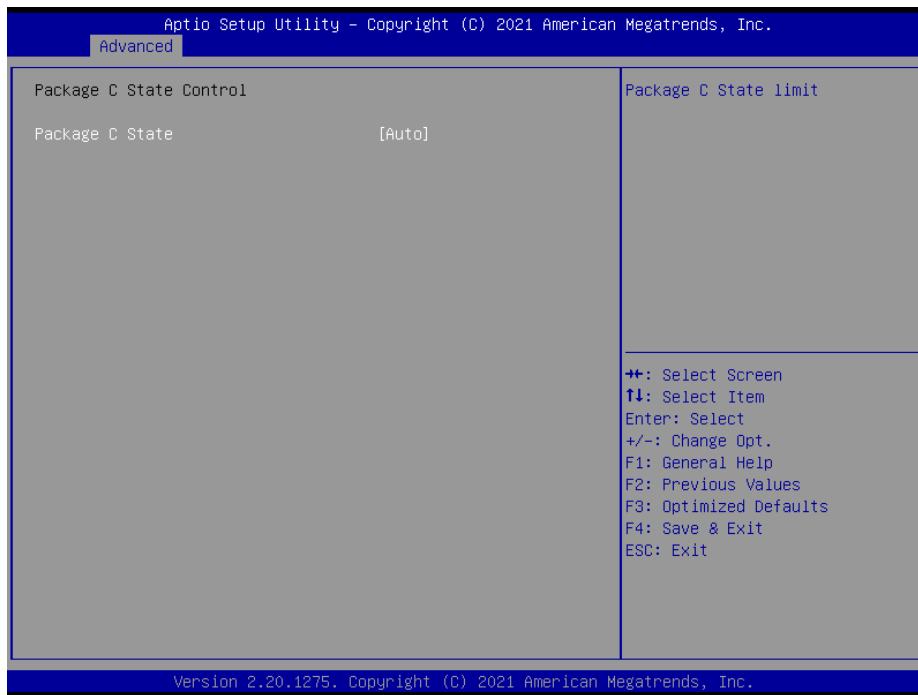 Aptio Setup Utility – Copyright (C) 2021 American Megatrends, Inc.
Advanced
Package C State Control
Package C State [Auto]
Package C State limit
→←: Select Screen
↑↓: Select Item
Enter: Select
+/-: Change Opt.
F1: General Help
F2: Previous Values
F3: Optimized Defaults
F4: Save & Exit
ESC: Exit
Version 2.20.1275. Copyright (C) 2021 American Megatrends, Inc.